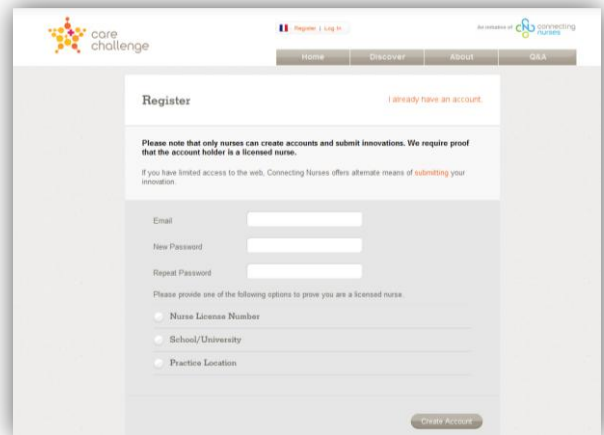 care
challenge
Register | Log In
An initiative of
connecting
nurses
Home
Discover
About
Q&A
Register
I already have an account.
Please note that only nurses can create accounts and submit innovations. We require proof
that the account holder is a licensed nurse.
If you have limited access to the web, Connecting Nurses offers alternate means of submitting your
innovation.
Email
New Password
Repeat Password
Please provide one of the following options to prove you are a licensed nurse.
Nurse License Number
School/University
Practice Location
Create Account